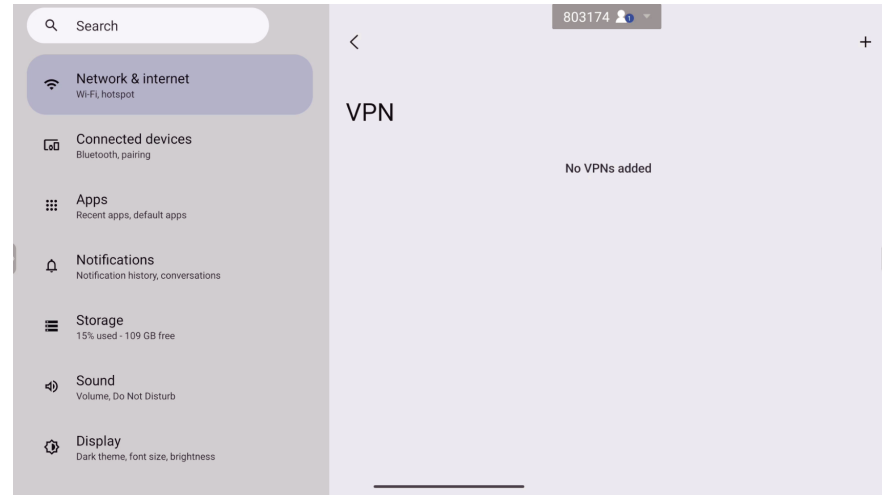 803174 1
Search
Network & internet
Wi-Fi, hotspot
VPN
Connected devices
Bluetooth, pairing
No VPNs added
Apps
Recent apps, default apps
Notifications
Notification history, conversations
Storage
15% used - 109 GB free
Sound
Volume, Do Not Disturb
Display
Dark theme, font size, brightness